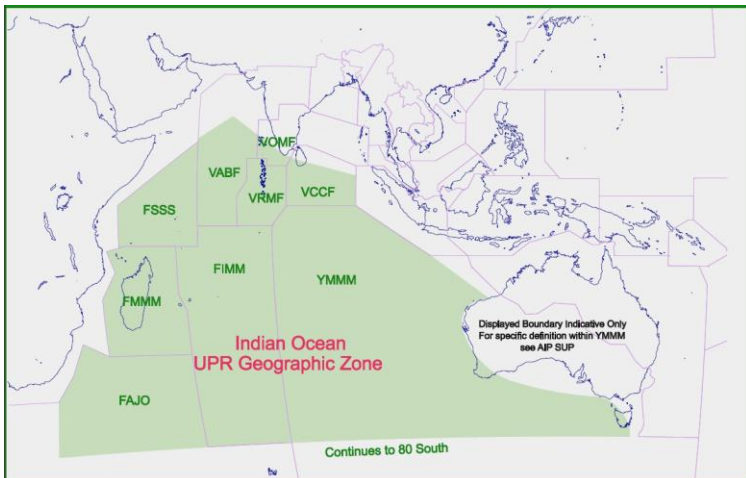 VOMF
VABF
VRMF
VCCF
FSSS
FIMM
YMMM
FMMM
Displayed Boundary Indicative Only
For specific definition within YMMM
see AIP SUP
Indian Ocean
UPR Geographic Zone
FAJO
Continues to 80 South